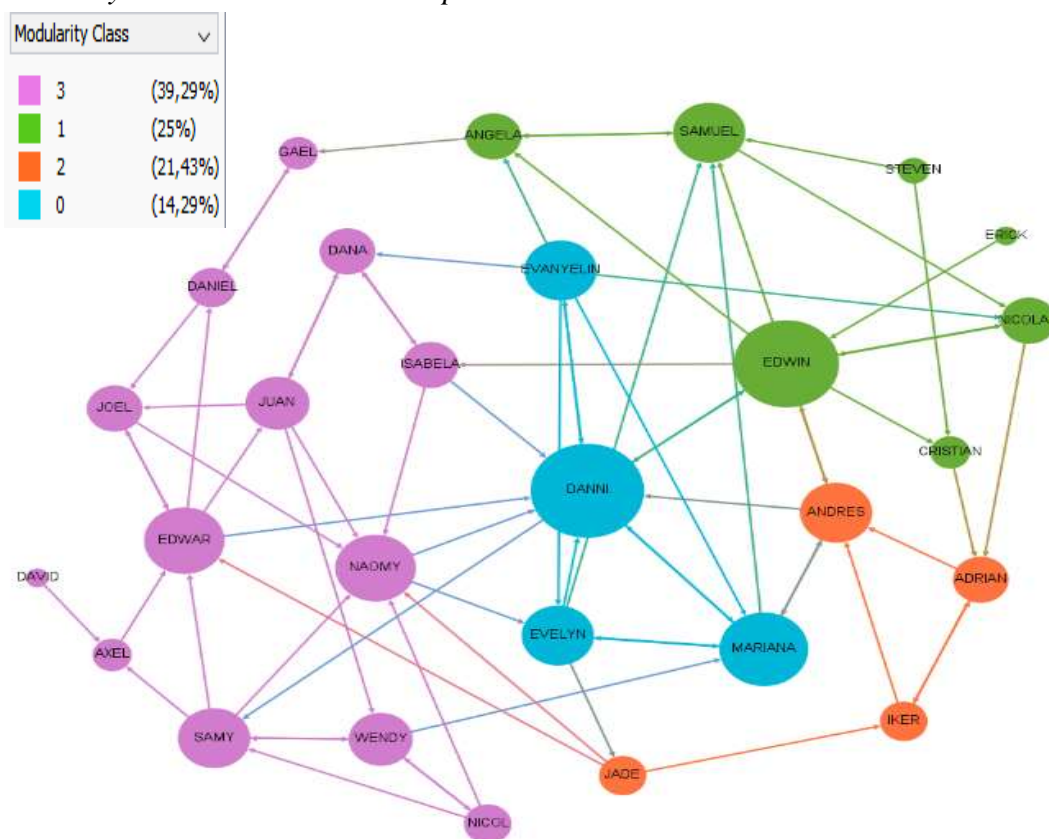 Modularity Class
3 (39,29%)
1 (25%)
2 (21,43%)
0 (14,29%)
ANGELA
SAMUEL
GAEL
STEVEN
ERICK
DANA
EVANYELIN
DANIEL
NICOLA
ISABELA
EDWIN
JUAN
JOEL
CRISTIAN
DANNI.
ANDRES
EDWAR
NAOMY
DAVID
ADRIAN
EVELYN
MARIANA
AXEL
IKER
SAMY
WENDY
JADE
NICOL